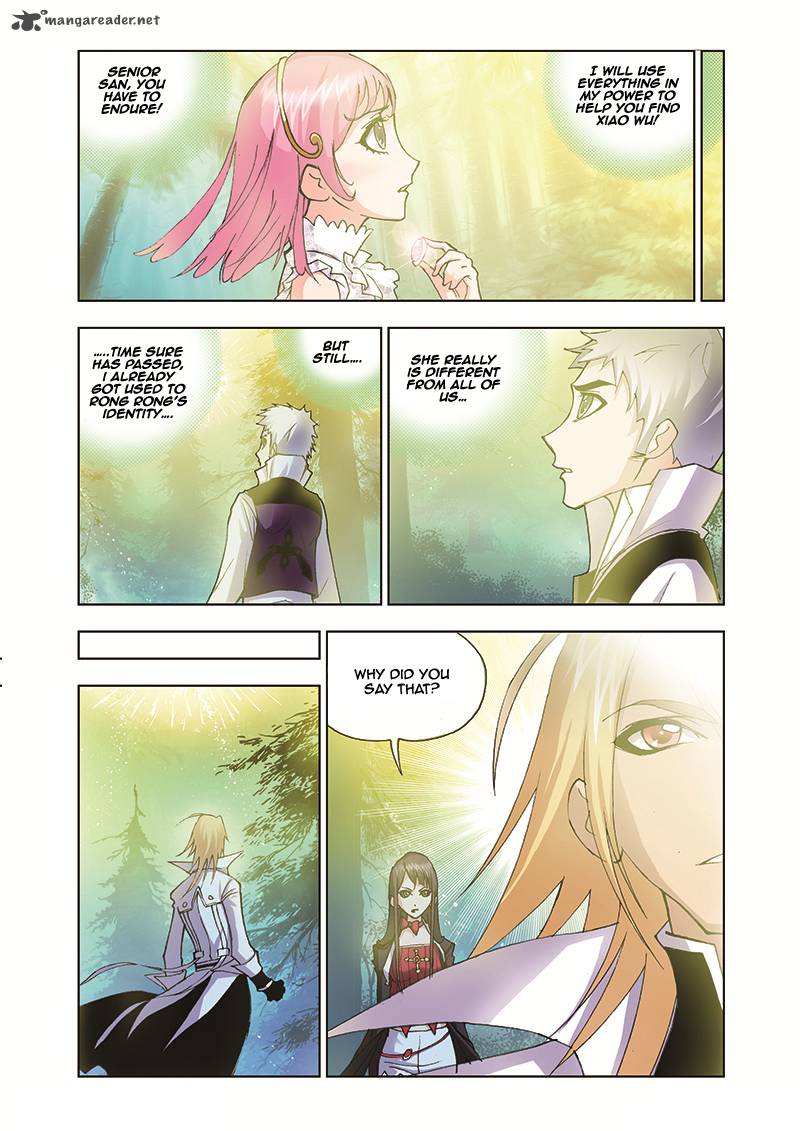 mangareader.net
SENIOR
SAN, YOU
HAVE TO
ENDURE!
I WILL USE
EVERYTHING IN
MY POWER TO
HELP YOU FIND
XIAO WU!
.....TIME SURE
HAS PASSED,
I ALREADY
GOT USED TO
RONG RONG'S
IDENTITY....
BUT
STILL....
SHE REALLY
IS DIFFERENT
FROM ALL OF
US...
WHY DID YOU
SAY THAT?